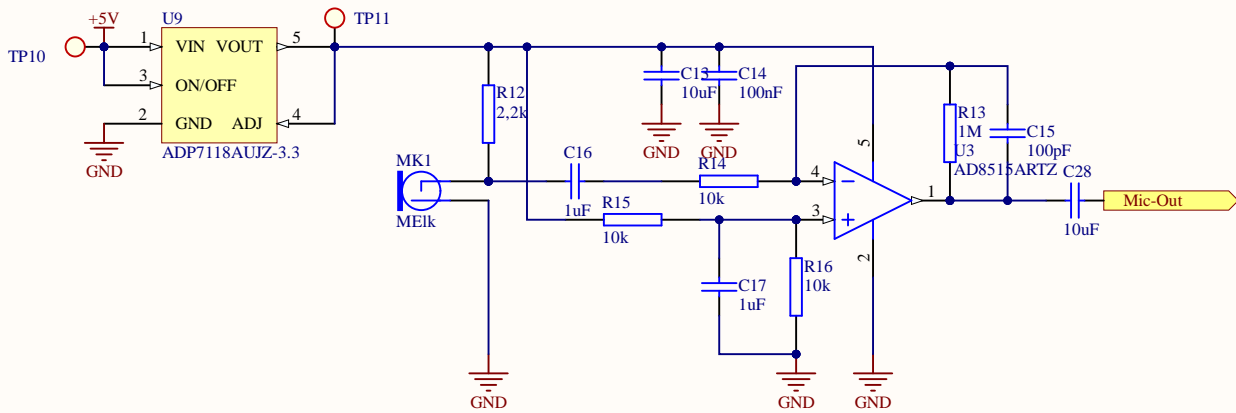 U9
+5V
TP11
TP10
1
VIN
VOUT
5
3
ON/OFF
2
GND
ADJ
4
ADP7118AUJZ-3.3
GND
R12
2,2k
C13
10uF
C14
100nF
GND
GND
R13
1M
C15
100pF
U3
AD8515ARTZ
MK1
MElk
C16
1uF
R14
10k
R15
10k
4
5
3
1
2
C28
10uF
Mic-Out
C17
1uF
R16
10k
GND
GND
GND